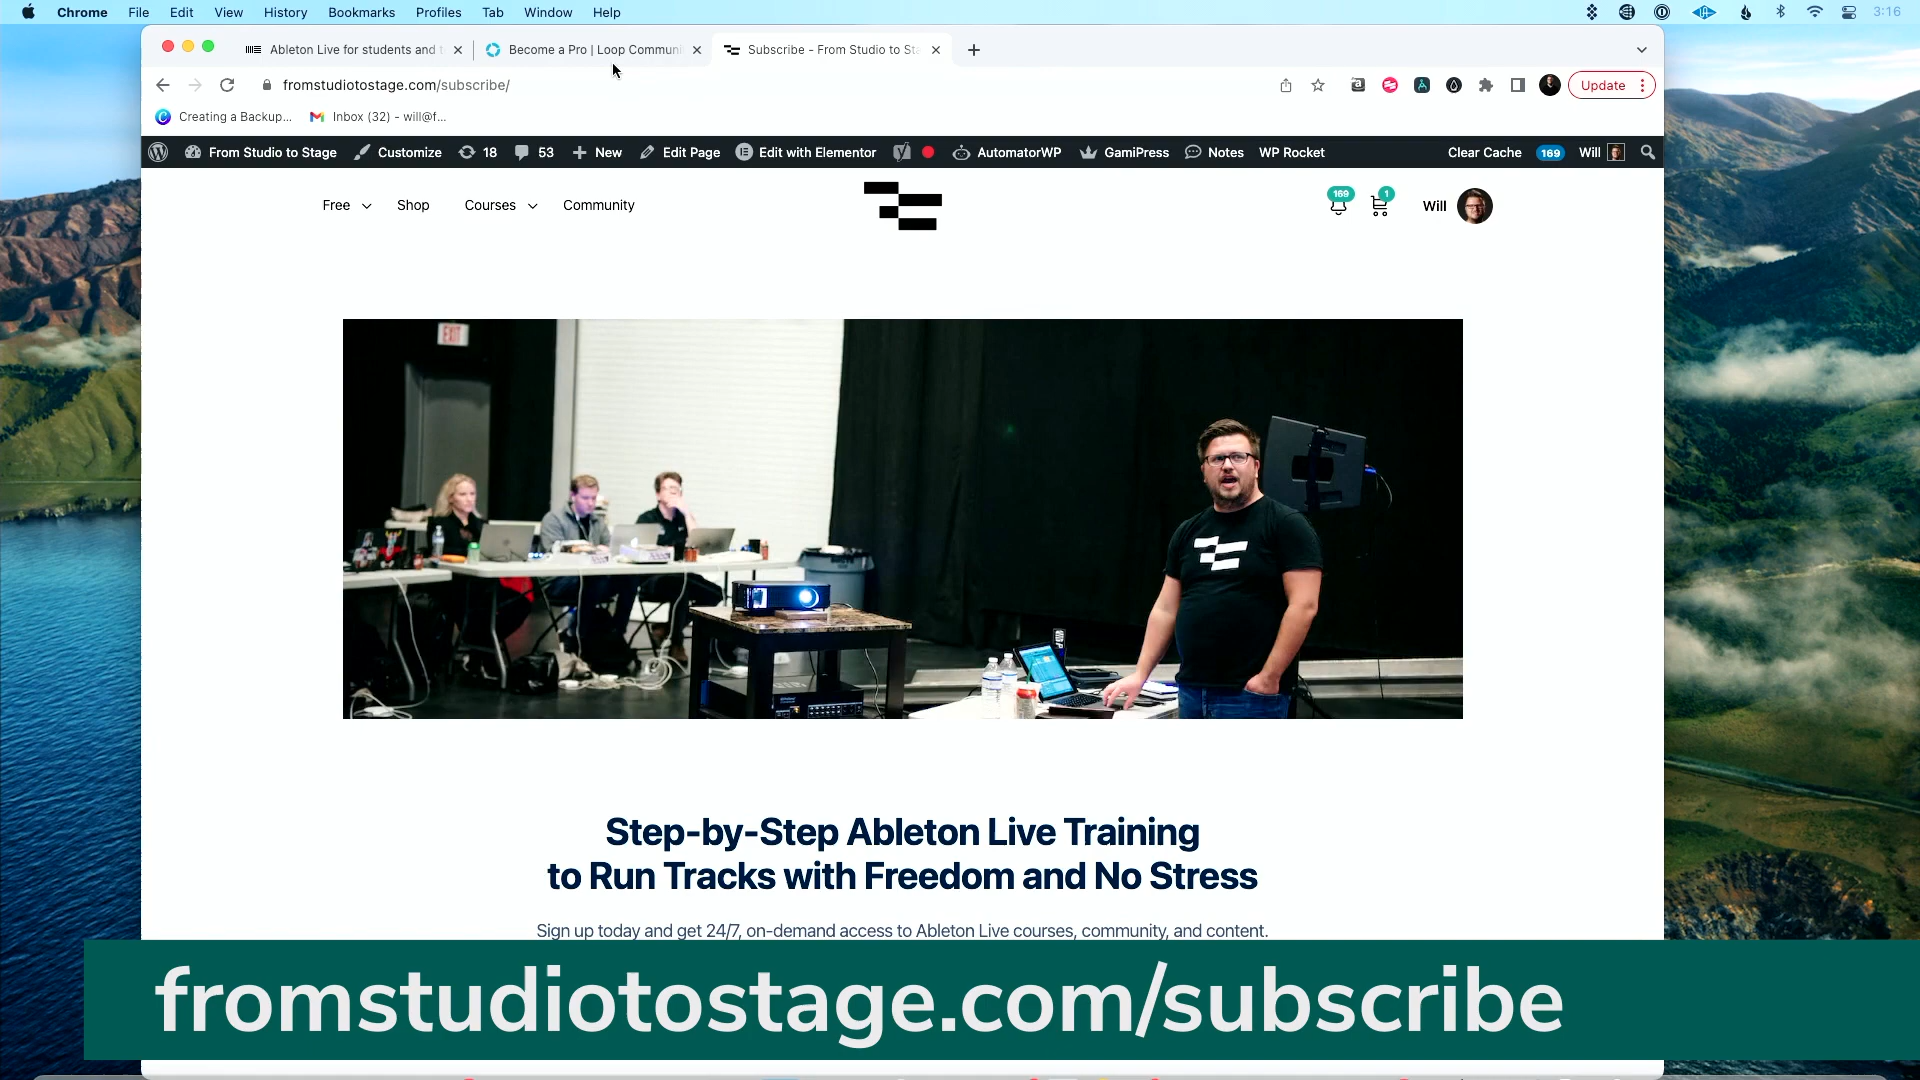 Chrome File Edit View History Bookmarks Profiles Tab Window Help 3:16
Ableton Live for students and t Become a Pro | Loop Communi Subscribe - From Studio to St
fromstudiotostage.com/subscribe/ Update
Creating a Backup... Inbox (32) - will@f...
From Studio to Stage Customize 18 53 New Edit Page Edit with Elementor AutomatorWP GamiPress Notes WP Rocket Clear Cache 169 Will
Free Shop Courses Community 169 1 Will
EXIT
Step-by-Step Ableton Live Training
to Run Tracks with Freedom and No Stress
Sign up today and get 24/7, on-demand access to Ableton Live courses, community, and content.
fromstudiotostage.com/subscribe